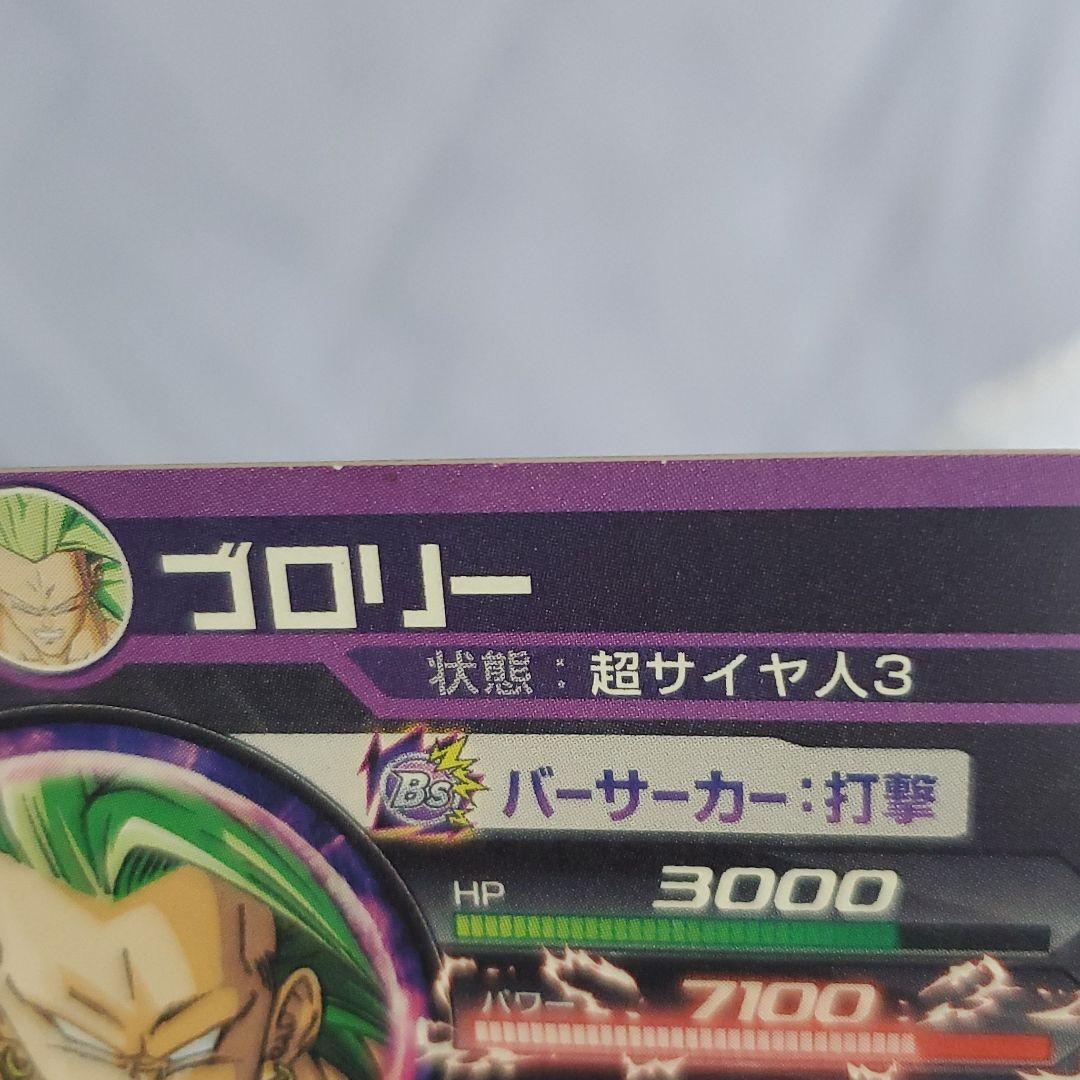 ゴロリー
状態：超サイヤ人3
Bs バーサーカー：打撃
HP 3000
パワー 7100